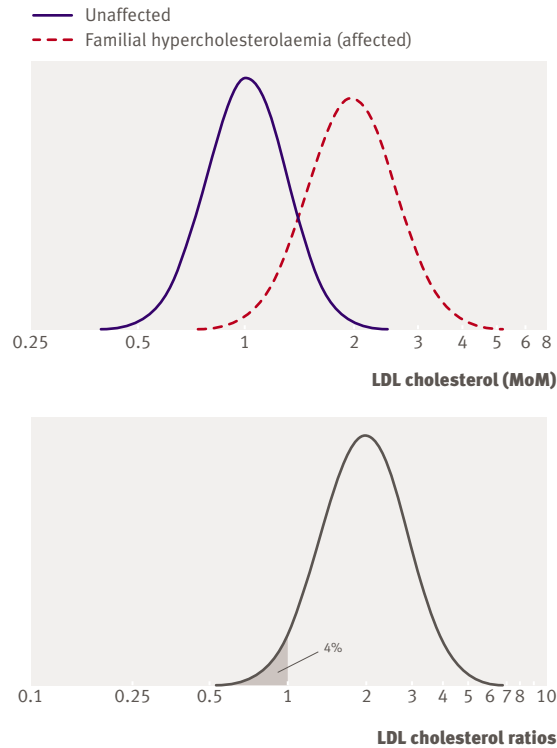 Unaffected
Familial hypercholesterolaemia (affected)
0.25 0.5 1 2 3 4 5 6 8
LDL cholesterol (MoM)
4%
0.1 0.25 0.5 1 2 3 4 5 6 7 8 10
LDL cholesterol ratios